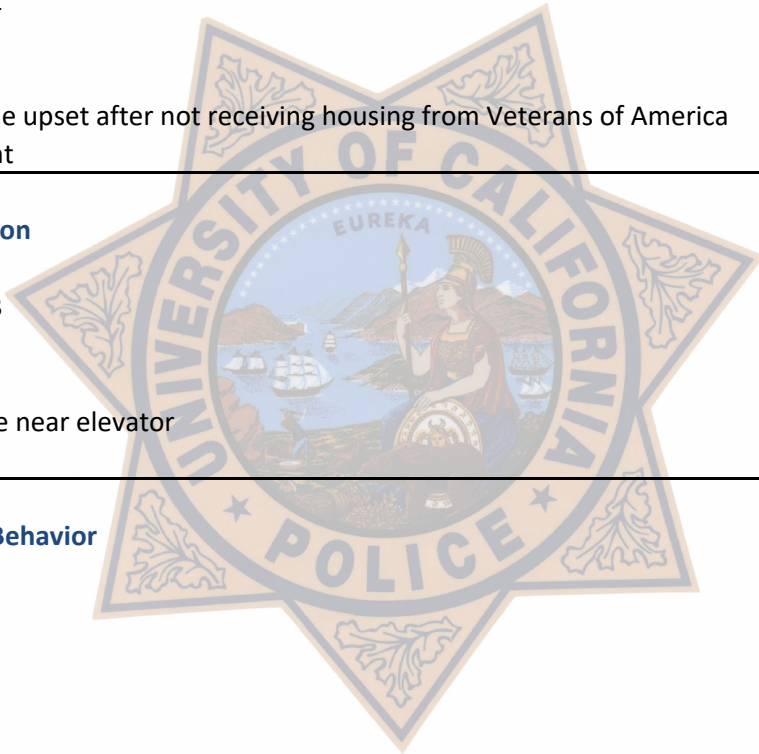 e upset after not receiving housing from Veterans of America
nt
on
e near elevator
Behavior
UNIVERSITY OF CALIFORNIA
EUREKA
POLICE